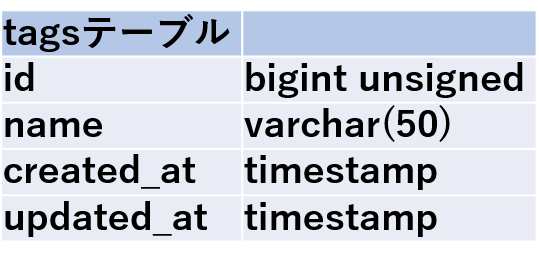 tagsテーブル
id bigint unsigned
name varchar(50)
created_at timestamp
updated_at timestamp